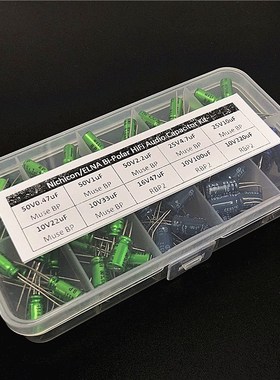 Nichicon/ELNA Bi-Polar HiFi Audio Capacitor Kit
50V0.47uF 50V1uF 50V2.2uF 25V4.7uF 25V10uF
Muse BP Muse BP Muse BP Muse BP Muse BP
10V22uF 10V33uF 16V47uF 10V100uF 10V220uF
Muse BP Muse BP RBP2 RBP2 RBP2